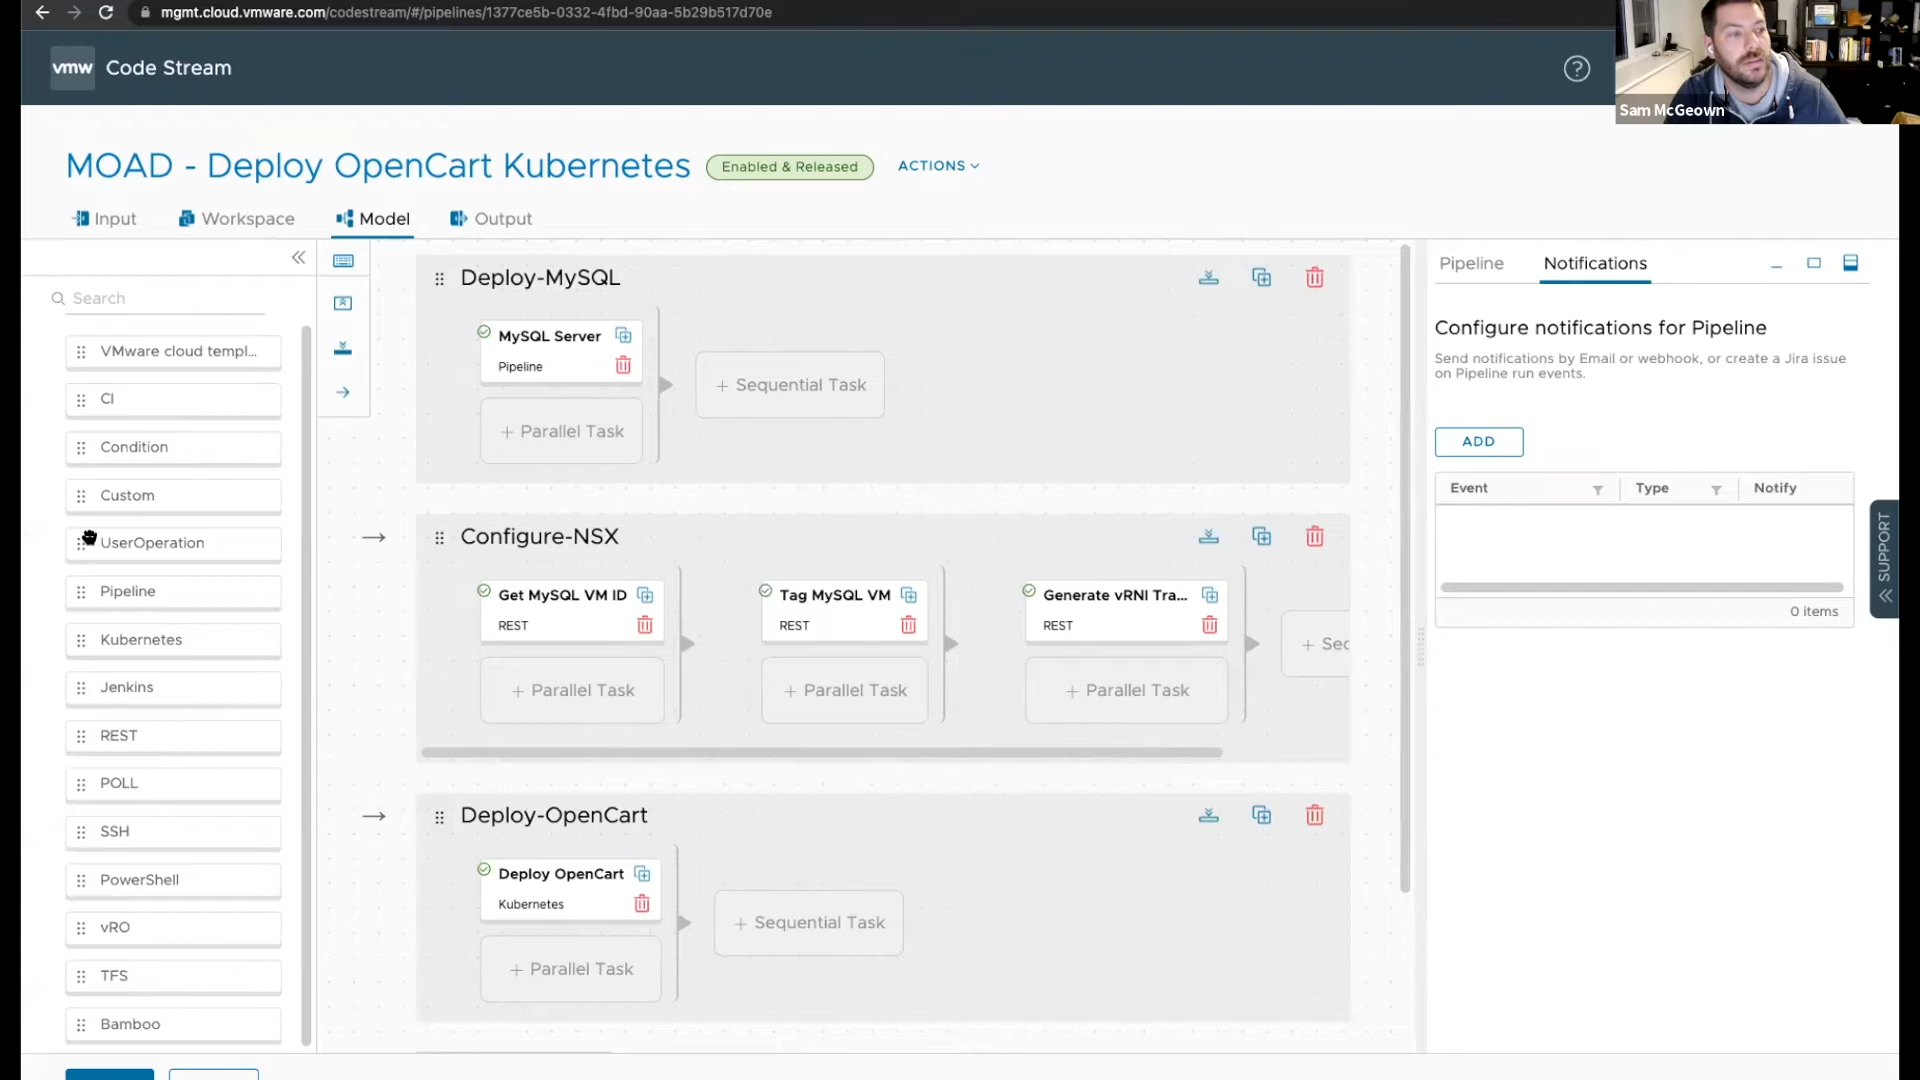 mgmt.cloud.vmware.com/codestream/#/pipelines/1377ce5b-0332-4fbd-90aa-5b29b517d70e
vmw Code Stream
?
Sam McGeown
MOAD - Deploy OpenCart Kubernetes
Enabled & Released
ACTIONS
Input
Workspace
Model
Output
Search
VMware cloud templ...
CI
Condition
Custom
UserOperation
Pipeline
Kubernetes
Jenkins
REST
POLL
SSH
PowerShell
vRO
TFS
Bamboo
Deploy-MySQL
MySQL Server
Pipeline
+ Sequential Task
+ Parallel Task
Configure-NSX
Get MySQL VM ID
REST
+ Parallel Task
Tag MySQL VM
REST
+ Parallel Task
Generate vRNI Tra...
REST
+ Parallel Task
+ Sec
Deploy-OpenCart
Deploy OpenCart
Kubernetes
+ Sequential Task
+ Parallel Task
Pipeline
Notifications
Configure notifications for Pipeline
Send notifications by Email or webhook, or create a Jira issue
on Pipeline run events.
ADD
Event
Type
Notify
0 items
SUPPORT